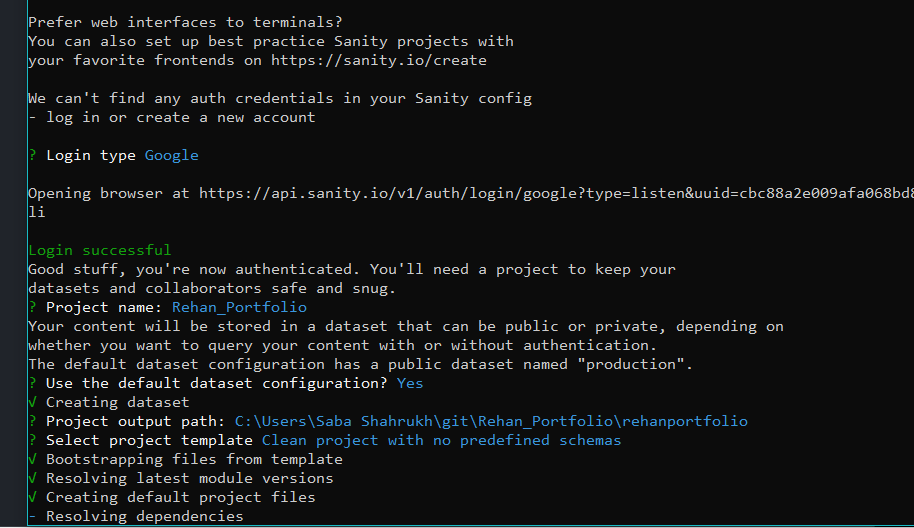 Prefer web interfaces to terminals?
You can also set up best practice Sanity projects with
your favorite frontends on https://sanity.io/create
We can't find any auth credentials in your Sanity config
- log in or create a new account
? Login type Google
Opening browser at https://api.sanity.io/v1/auth/login/google?type=listen&uuid=cbc88a2e009afa068bd8
li
Login successful
Good stuff, you're now authenticated. You'll need a project to keep your
datasets and collaborators safe and snug.
? Project name: Rehan_Portfolio
Your content will be stored in a dataset that can be public or private, depending on
whether you want to query your content with or without authentication.
The default dataset configuration has a public dataset named "production".
? Use the default dataset configuration? Yes
√ Creating dataset
? Project output path: C:\Users\Saba Shahrukh\git\Rehan_Portfolio\rehanportfolio
? Select project template Clean project with no predefined schemas
√ Bootstrapping files from template
√ Resolving latest module versions
√ Creating default project files
- Resolving dependencies